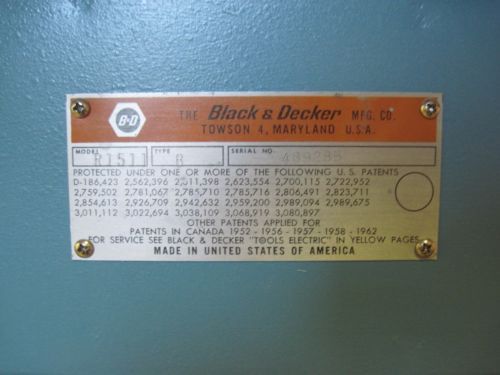 B&D
THE Black & Decker MFG. CO.
TOWSON 4, MARYLAND U.S.A.
MODEL R1511 TYPE B SERIAL NO. 489285
PROTECTED UNDER ONE OR MORE OF THE FOLLOWING U. S. PATENTS
D-186,423 2,562,396 2,011,398 2,623,554 2,700,115 2,722,952
2,759,502 2,781,067 2,785,710 2,785,716 2,806,491 2,823,711
2,854,613 2,926,709 2,942,632 2,959,200 2,989,094 2,989,675
3,011,112 3,022,694 3,038,109 3,068,919 3,080,897
OTHER PATENTS APPLIED FOR
PATENTS IN CANADA 1952 - 1956 - 1957 - 1958 - 1962
FOR SERVICE SEE BLACK & DECKER "TOOLS ELECTRIC" IN YELLOW PAGES
MADE IN UNITED STATES OF AMERICA